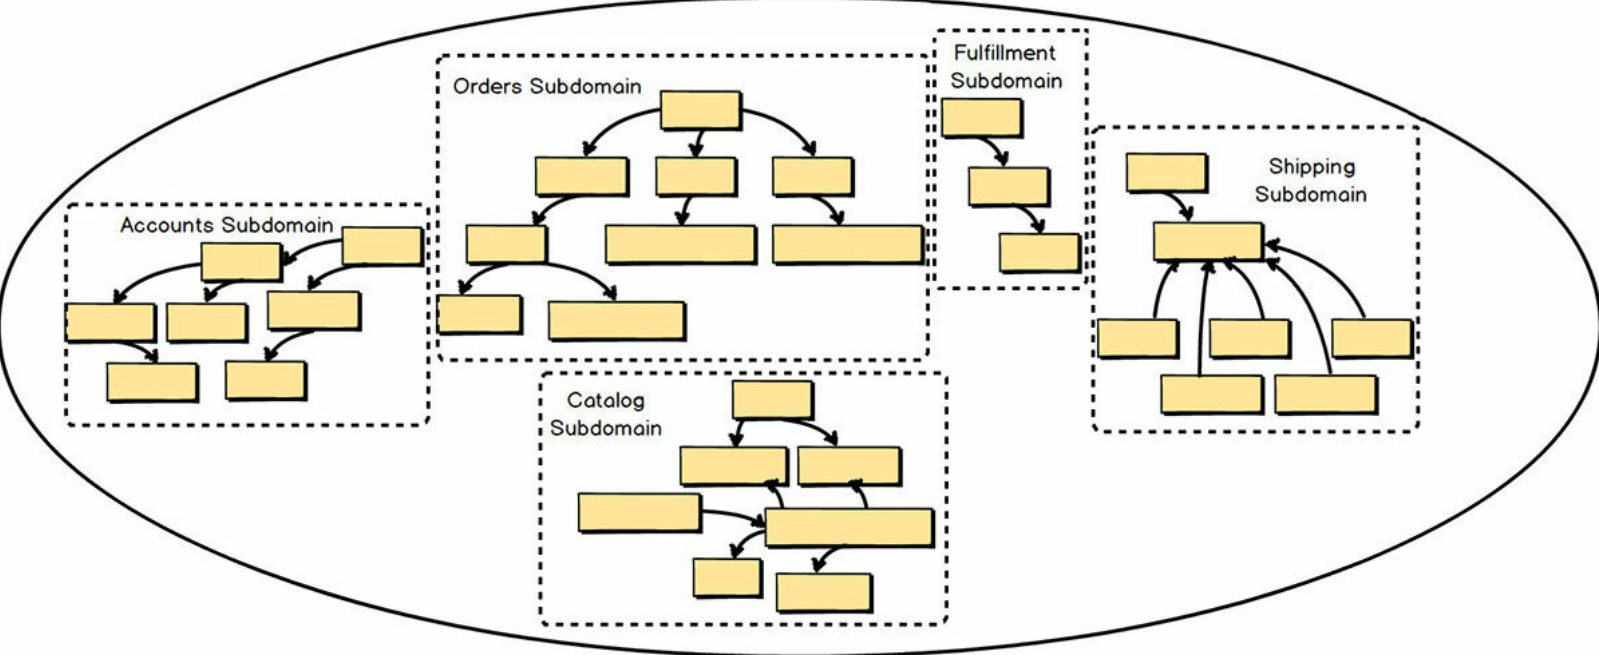 Accounts Subdomain
Orders Subdomain
Fulfillment
Subdomain
Shipping
Subdomain
Catalog
Subdomain